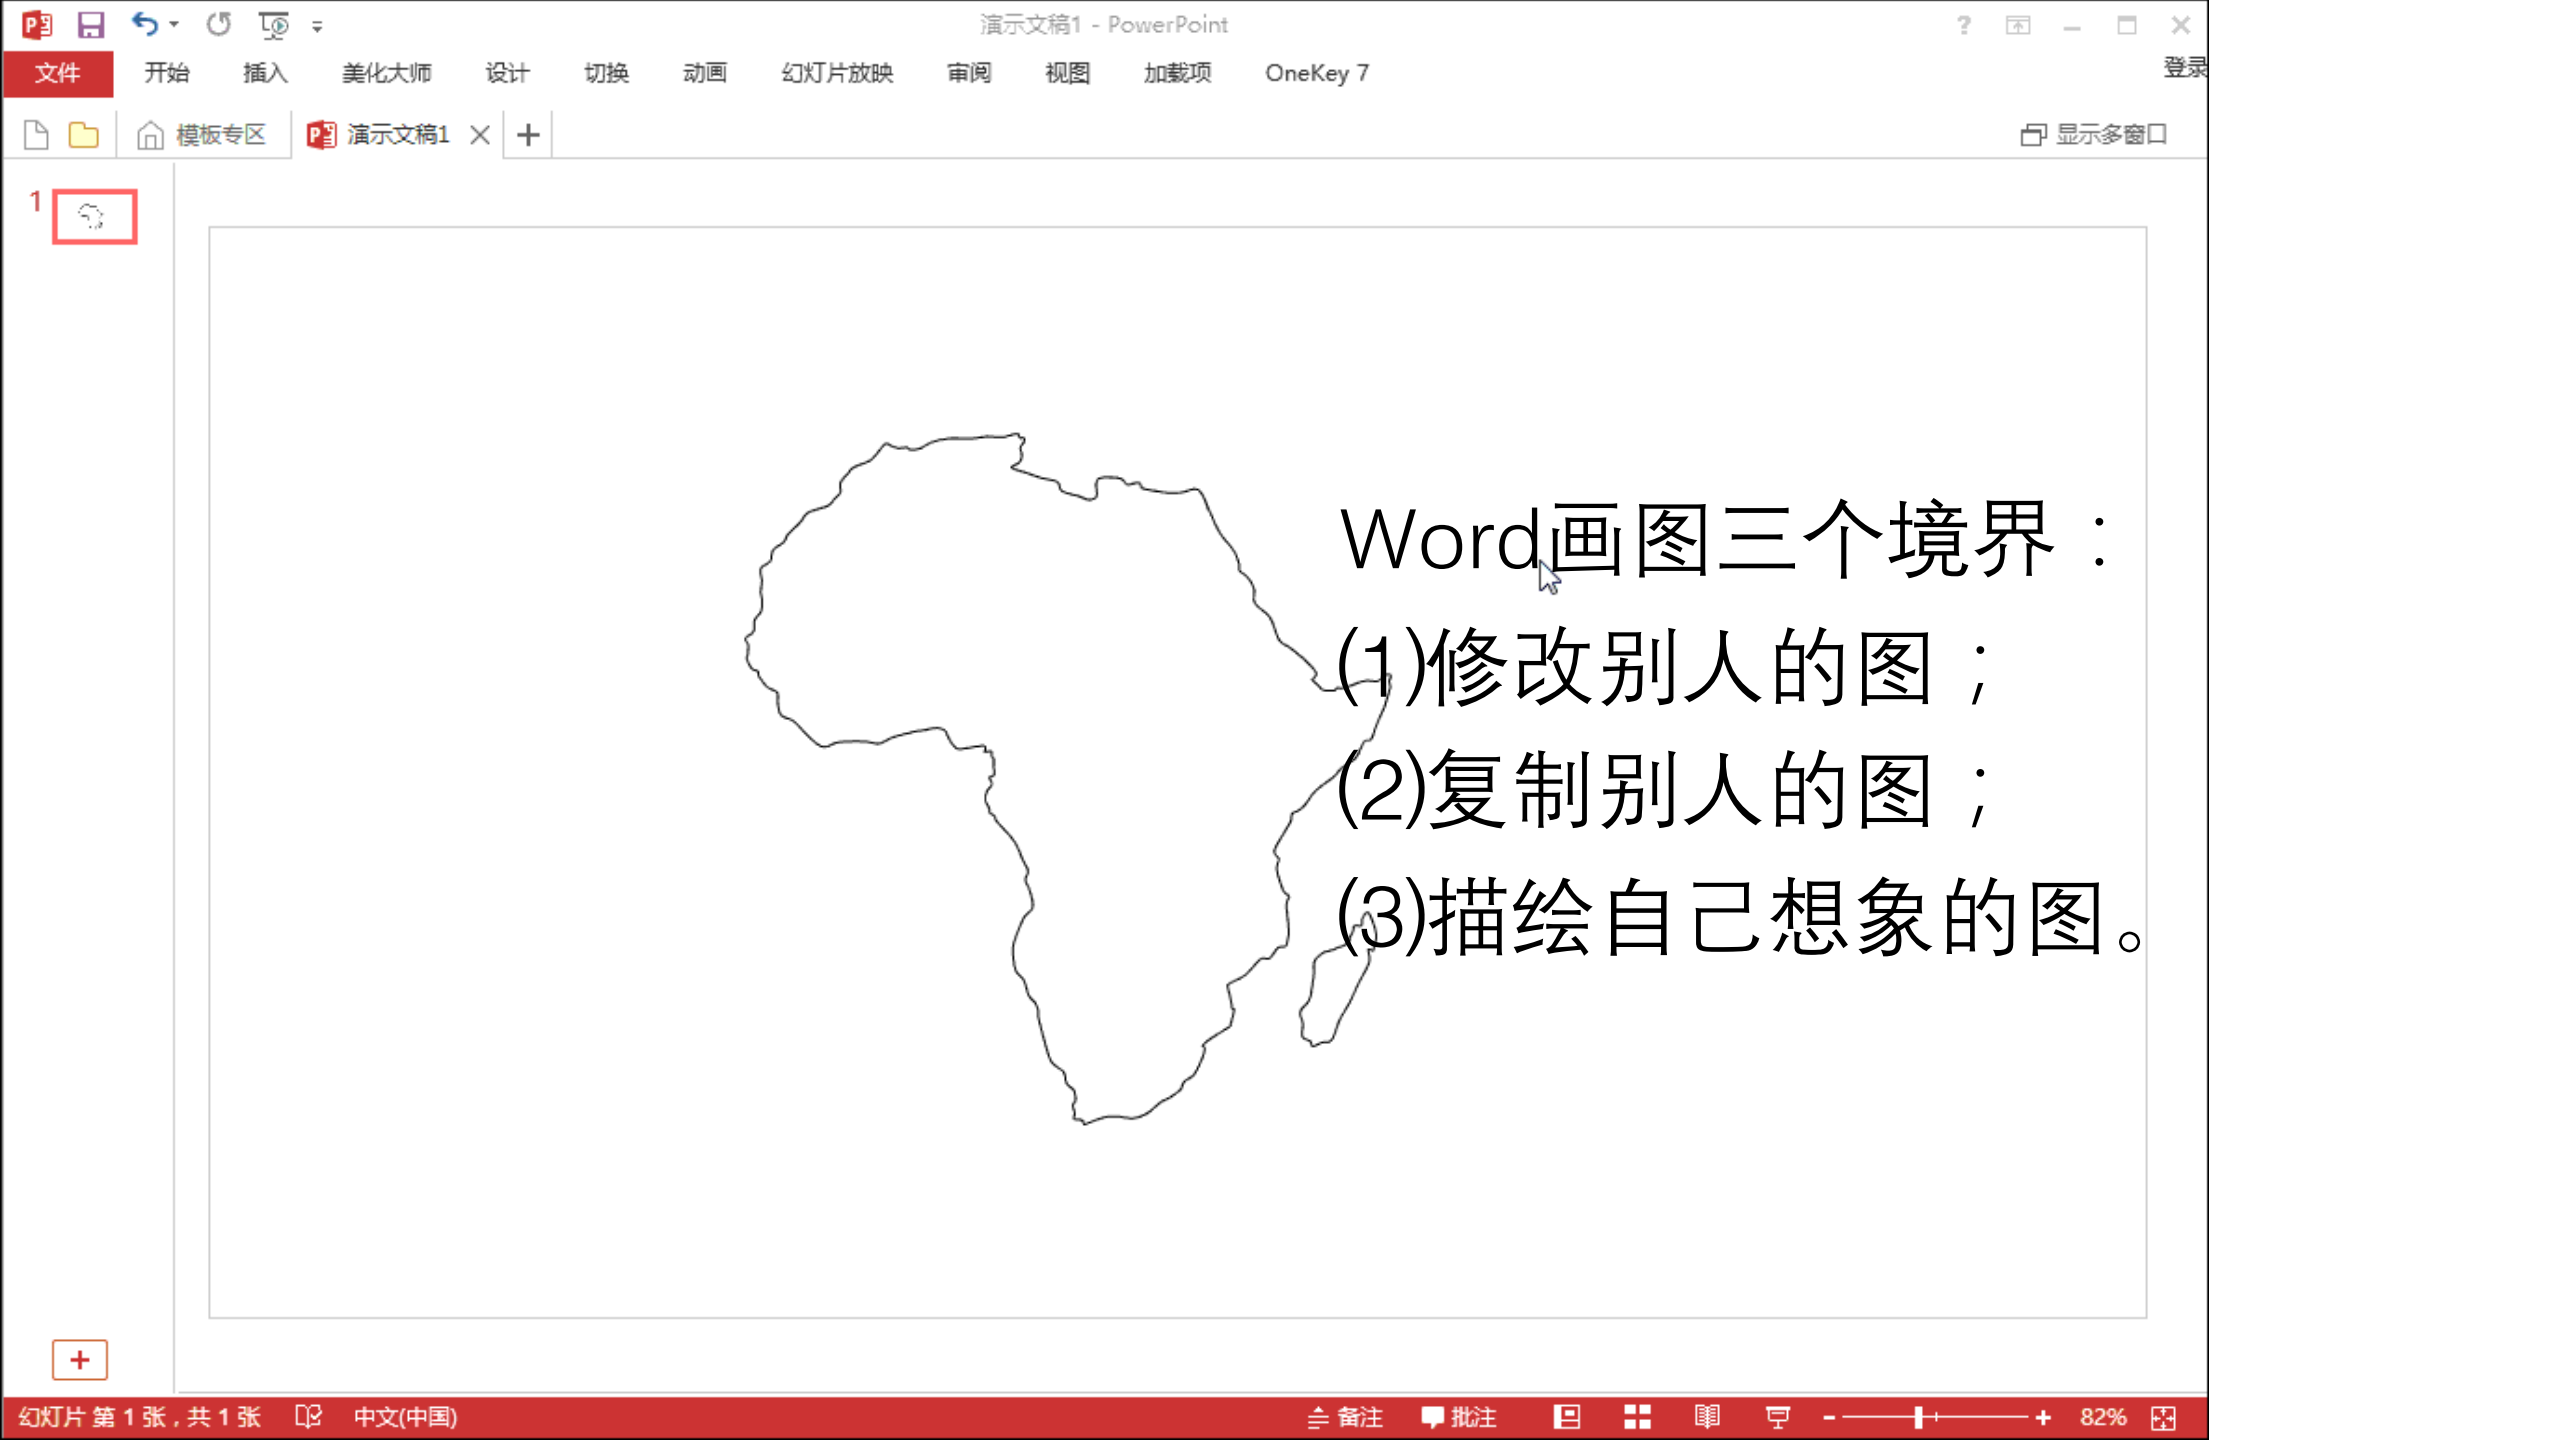 演示文稿1 - PowerPoint
文件 开始 插入 美化大师 设计 切换 动画 幻灯片放映 审阅 视图 加载项 OneKey 7 登录
模板专区 演示文稿1 显示多窗口
1
Word画图三个境界：
(1)修改别人的图；
(2)复制别人的图；
(3)描绘自己想象的图。
幻灯片 第 1 张，共 1 张 中文(中国) 备注 批注 82%